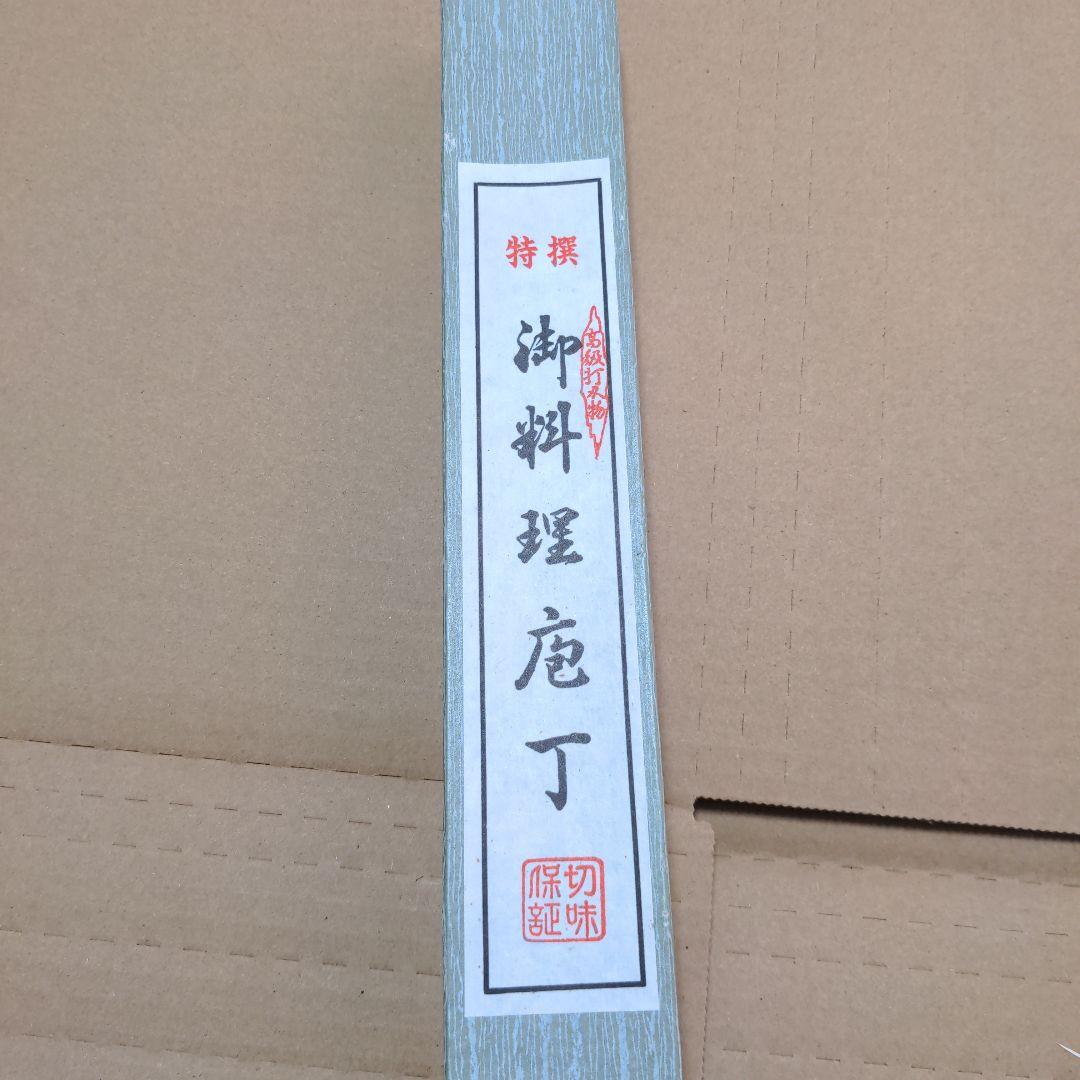 特撰
高級打刃物
御料理庖丁
切味
保証